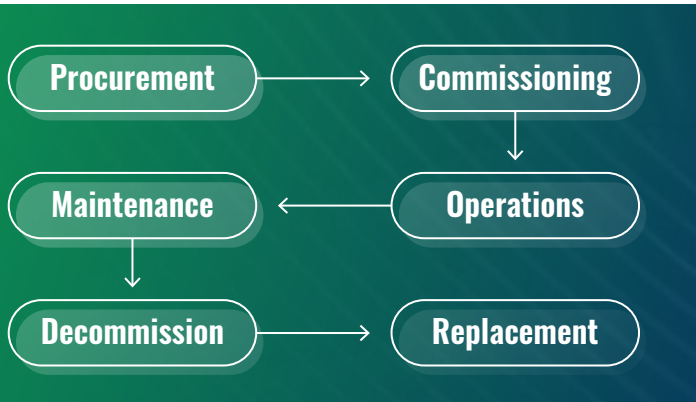 Procurement
Commissioning
Maintenance
Operations
Decommission
Replacement